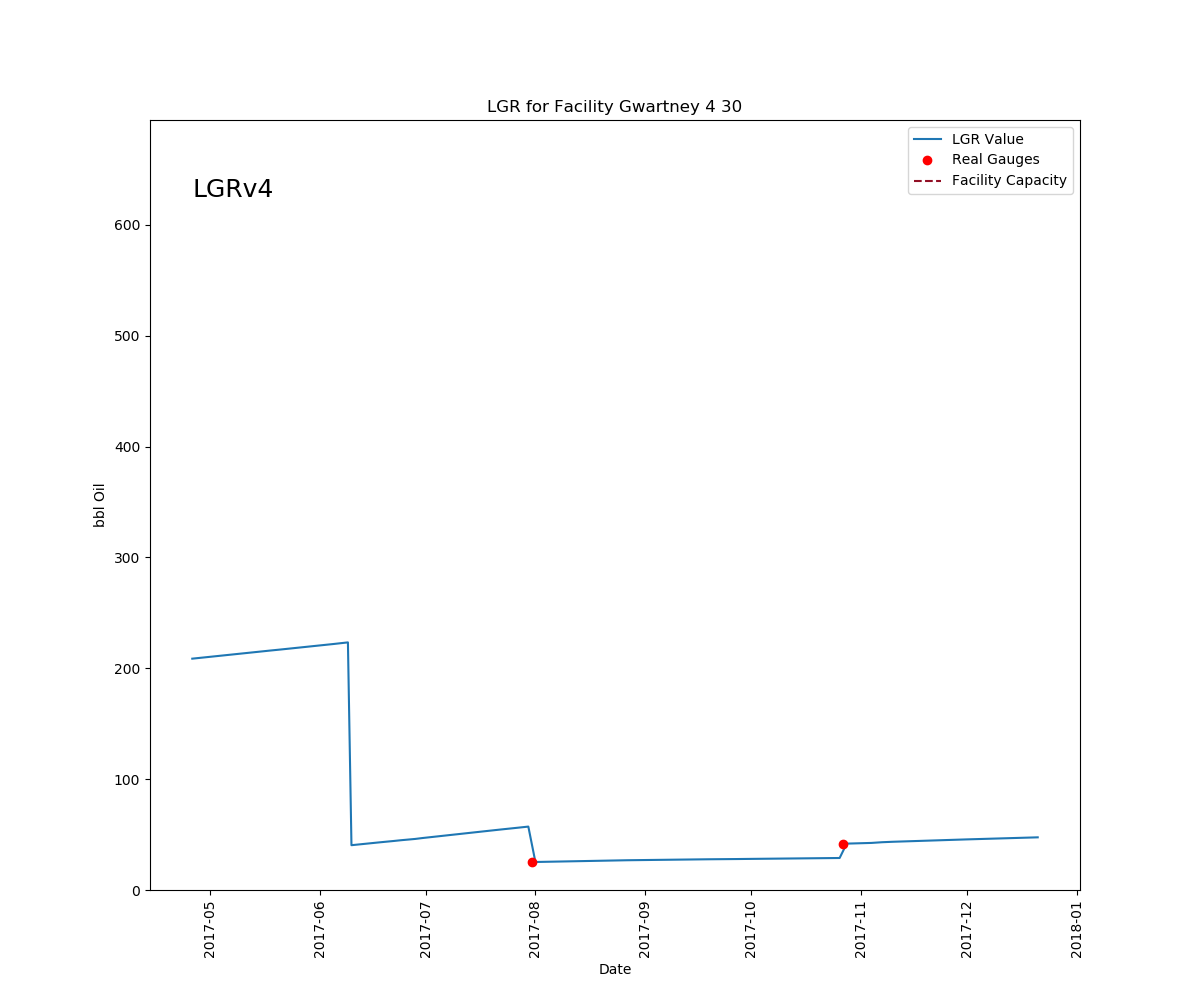 LGR for Facility Gwartney 4 30
LGRv4
LGR Value
Real Gauges
Facility Capacity
600
500
400
300
200
100
0
bbl Oil
2017-05
2017-06
2017-07
2017-08
2017-09
2017-10
2017-11
2017-12
2018-01
Date